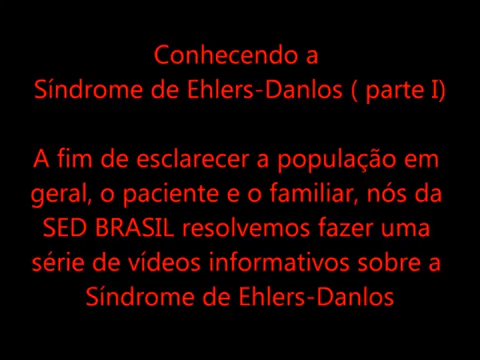 Conhecendo a
Síndrome de Ehlers-Danlos ( parte I)
A fim de esclarecer a população em
geral, o paciente e o familiar, nós da
SED BRASIL resolvemos fazer uma
série de vídeos informativos sobre a
Síndrome de Ehlers-Danlos